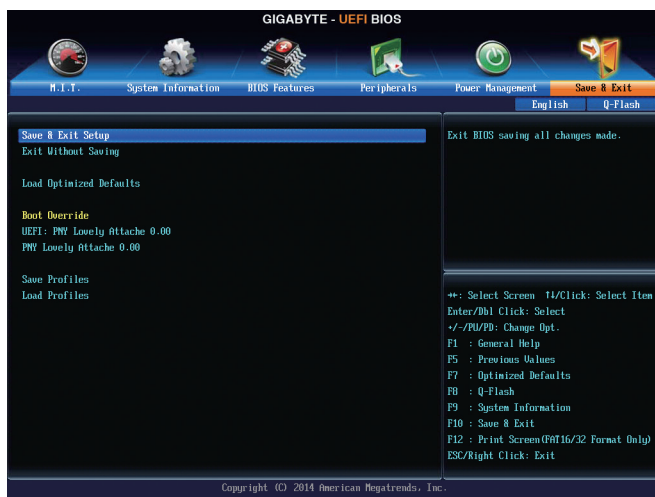 GIGABYTE - UEFI BIOS
M.I.T.
System Information
BIOS Features
Peripherals
Power Management
Save & Exit
English
Q-Flash
Save & Exit Setup
Exit Without Saving
Load Optimized Defaults
Boot Override
UEFI: PNY Lovely Attache 0.00
PNY Lovely Attache 0.00
Save Profiles
Load Profiles
Exit BIOS saving all changes made.
→←: Select Screen ↑↓/Click: Select Item
Enter/Dbl Click: Select
+/-/PU/PD: Change Opt.
F1 : General Help
F5 : Previous Values
F7 : Optimized Defaults
F8 : Q-Flash
F9 : System Information
F10 : Save & Exit
F12 : Print Screen(FAT16/32 Format Only)
ESC/Right Click: Exit
Copyright (C) 2014 American Megatrends, Inc.